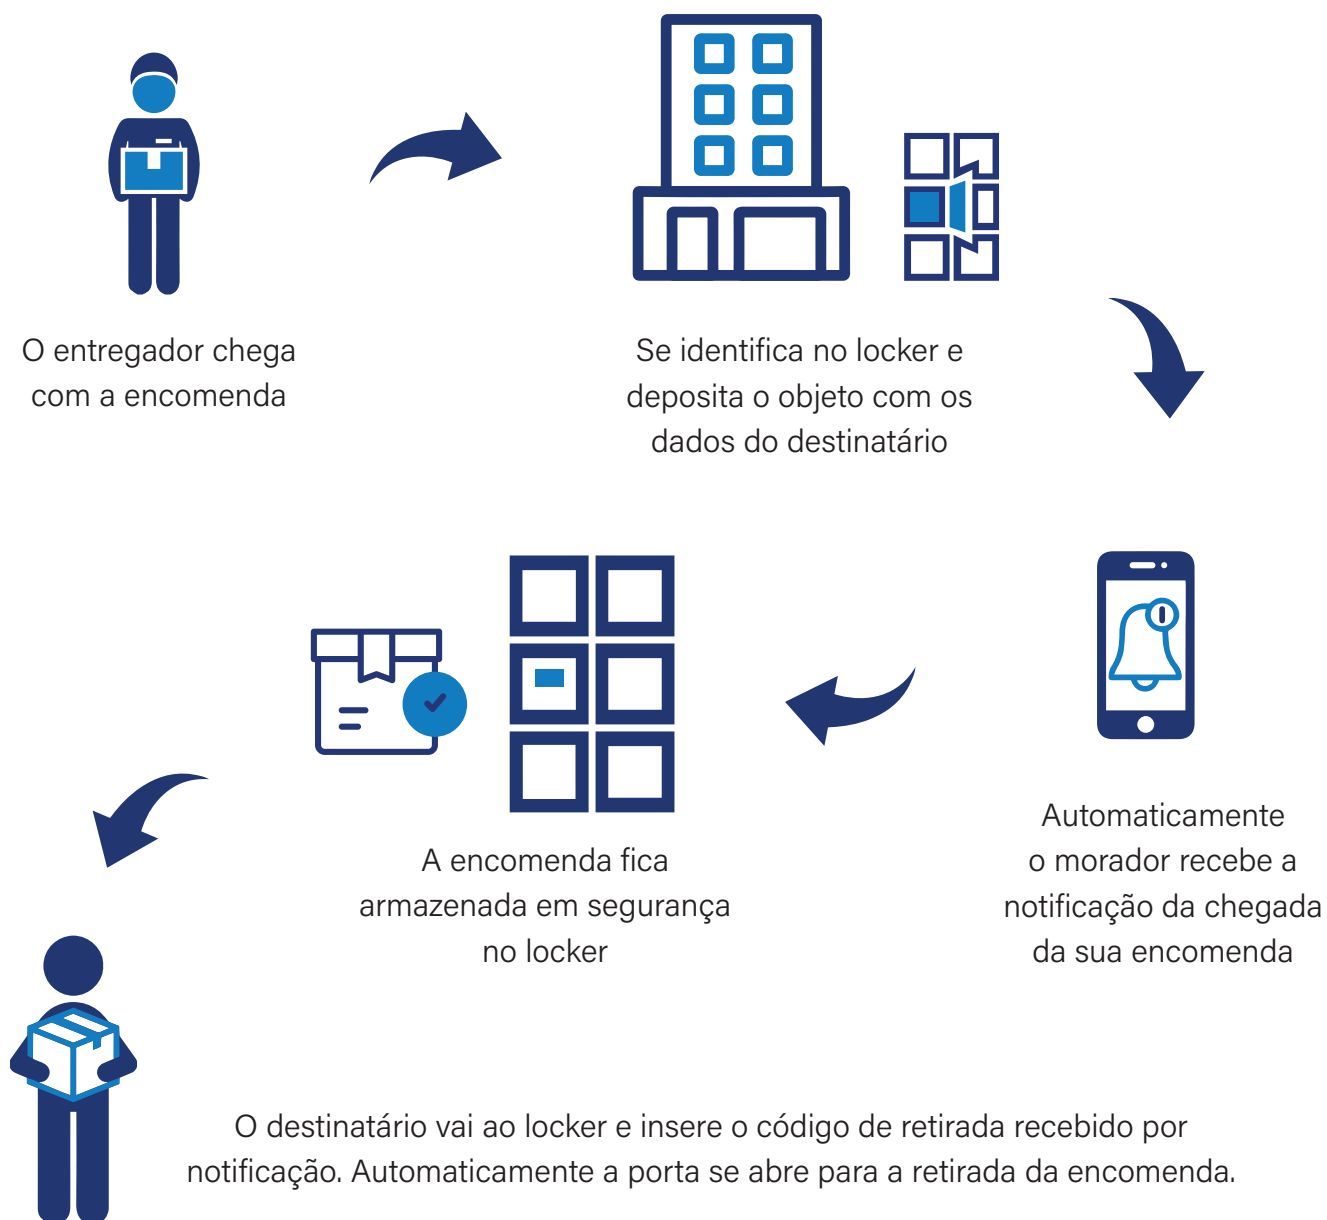 O entregador chega
com a encomenda
Se identifica no locker e
deposita o objeto com os
dados do destinatário
Automaticamente
o morador recebe a
notificação da chegada
da sua encomenda
A encomenda fica
armazenada em segurança
no locker
O destinatário vai ao locker e insere o código de retirada recebido por
notificação. Automaticamente a porta se abre para a retirada da encomenda.